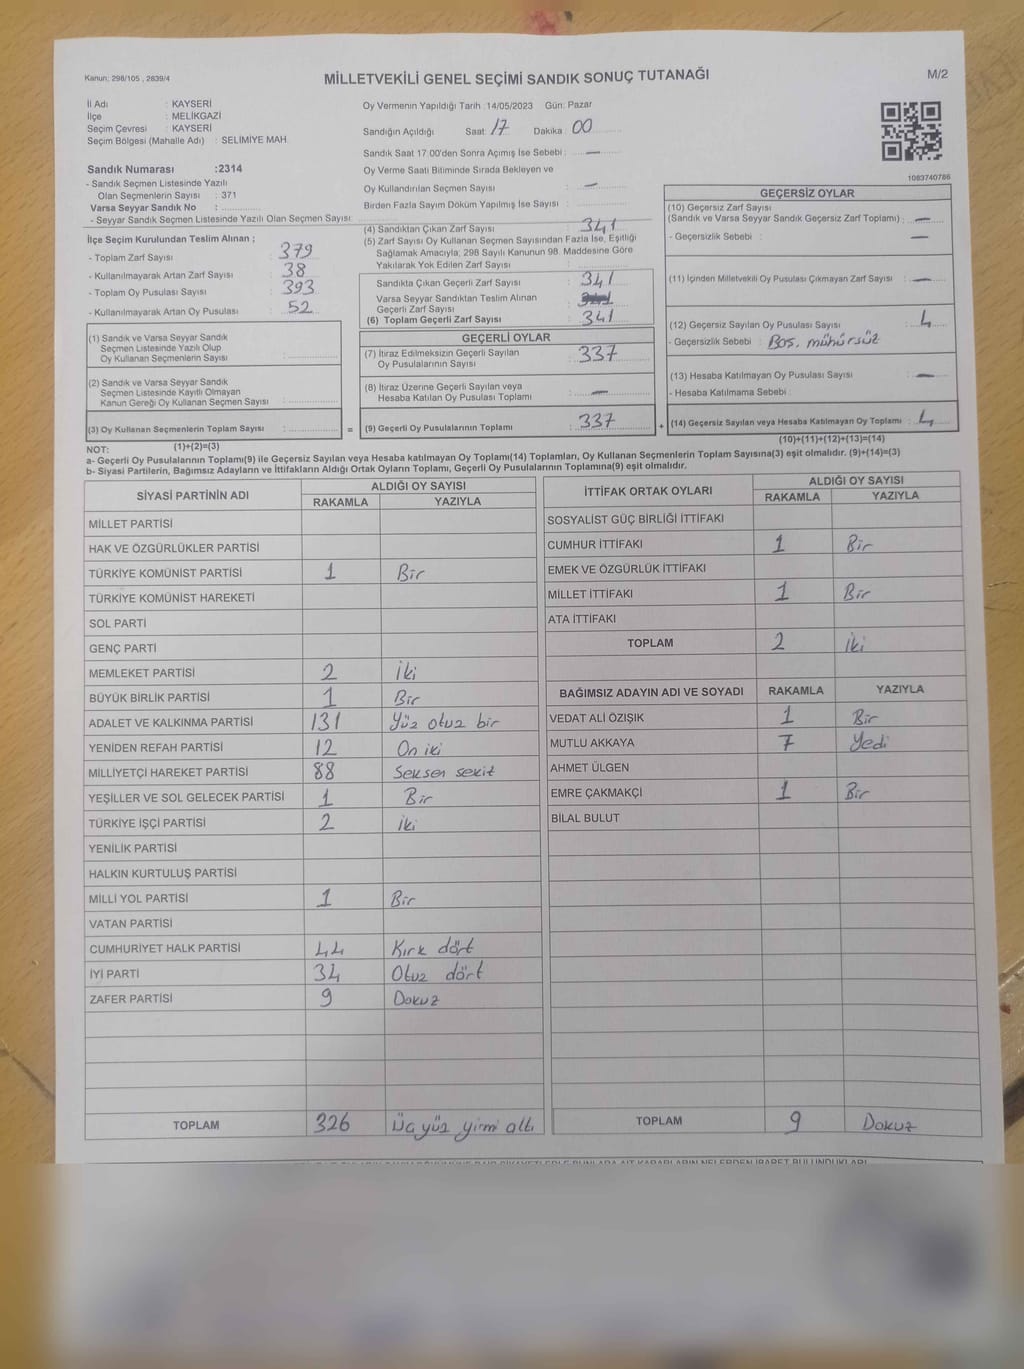 Kanun: 298/105 , 2839/4
MİLLETVEKİLİ GENEL SEÇİMİ SANDIK SONUÇ TUTANAĞI
M/2
İl Adı : KAYSERİ
İlçe : MELİKGAZİ
Seçim Çevresi : KAYSERİ
Seçim Bölgesi (Mahalle Adı) : SELİMİYE MAH.
Sandık Numarası :2314
- Sandık Seçmen Listesinde Yazılı
Olan Seçmenlerin Sayısı : 371
Varsa Seyyar Sandık No : ..............
- Seyyar Sandık Seçmen Listesinde Yazılı Olan Seçmen Sayısı:
İlçe Seçim Kurulundan Teslim Alınan ;
- Toplam Zarf Sayısı : 379
- Kullanılmayarak Artan Zarf Sayısı : 38
- Toplam Oy Pusulası Sayısı : 393
- Kullanılmayarak Artan Oy Pusulası : 52
(1) Sandık ve Varsa Seyyar Sandık
Seçmen Listesinde Yazılı Olup
Oy Kullanan Seçmenlerin Sayısı : ..............
(2) Sandık ve Varsa Seyyar Sandık
Seçmen Listesinde Kayıtlı Olmayan
Kanun Gereği Oy Kullanan Seçmen Sayısı : ..............
(3) Oy Kullanan Seçmenlerin Toplam Sayısı : .............. =
(1)+(2)=(3)
Oy Vermenin Yapıldığı Tarih :14/05/2023 Gün: Pazar
Sandığın Açıldığı Saat: 17 Dakika: 00
Sandık Saat 17:00'den Sonra Açımış İse Sebebi : —
Oy Verme Saati Bitiminde Sırada Bekleyen ve
Oy Kullandırılan Seçmen Sayısı : —
Birden Fazla Sayım Döküm Yapılmış İse Sayısı : ..............
(4) Sandıktan Çıkan Zarf Sayısı : 341
(5) Zarf Sayısı Oy Kullanan Seçmen Sayısından Fazla İse, Eşitliği
Sağlamak Amacıyla; 298 Sayılı Kanunun 98. Maddesine Göre
Yakılarak Yok Edilen Zarf Sayısı : ..............
Sandıkta Çıkan Geçerli Zarf Sayısı : 341
Varsa Seyyar Sandıktan Teslim Alınan
Geçerli Zarf Sayısı :
(6) Toplam Geçerli Zarf Sayısı : 341
GEÇERLİ OYLAR
(7) İtiraz Edilmeksizin Geçerli Sayılan
Oy Pusulalarının Sayısı : 337
(8) İtiraz Üzerine Geçerli Sayılan veya
Hesaba Katılan Oy Pusulası Toplamı : —
(9) Geçerli Oy Pusulalarının Toplamı : 337 +
1083740786
GEÇERSİZ OYLAR
(10) Geçersiz Zarf Sayısı
(Sandık ve Varsa Seyyar Sandık Geçersiz Zarf Toplamı) : —
- Geçersizlik Sebebi : —
(11) İçinden Milletvekili Oy Pusulası Çıkmayan Zarf Sayısı : —
(12) Geçersiz Sayılan Oy Pusulası Sayısı : 4
- Geçersizlik Sebebi : Boş. mühürsüz
(13) Hesaba Katılmayan Oy Pusulası Sayısı : —
- Hesaba Katılmama Sebebi :
(14) Geçersiz Sayılan veya Hesaba Katılmayan Oy Toplamı : 4
(10)+(11)+(12)+(13)=(14)
NOT:
a- Geçerli Oy Pusulalarının Toplamı(9) ile Geçersiz Sayılan veya Hesaba katılmayan Oy Toplamı(14) Toplamları, Oy Kullanan Seçmenlerin Toplam Sayısına(3) eşit olmalıdır. (9)+(14)=(3)
b- Siyasi Partilerin, Bağımsız Adayların ve İttifakların Aldığı Ortak Oyların Toplamı, Geçerli Oy Pusulalarının Toplamına(9) eşit olmalıdır.
SİYASİ PARTİNİN ADI ALDIĞI OY SAYISI
RAKAMLA YAZIYLA
MİLLET PARTİSİ
HAK VE ÖZGÜRLÜKLER PARTİSİ
TÜRKİYE KOMÜNİST PARTİSİ 1 Bir
TÜRKİYE KOMÜNİST HAREKETİ
SOL PARTİ
GENÇ PARTİ
MEMLEKET PARTİSİ 2 İki
BÜYÜK BİRLİK PARTİSİ 1 Bir
ADALET VE KALKINMA PARTİSİ 131 Yüz otuz bir
YENİDEN REFAH PARTİSİ 12 On iki
MİLLİYETÇİ HAREKET PARTİSİ 88 Seksen sekiz
YEŞİLLER VE SOL GELECEK PARTİSİ 1 Bir
TÜRKİYE İŞÇİ PARTİSİ 2 İki
YENİLİK PARTİSİ
HALKIN KURTULUŞ PARTİSİ
MİLLİ YOL PARTİSİ 1 Bir
VATAN PARTİSİ
CUMHURİYET HALK PARTİSİ 44 Kırk dört
İYİ PARTİ 34 Otuz dört
ZAFER PARTİSİ 9 Dokuz
TOPLAM 326 Üç yüz yirmi altı
İTTİFAK ORTAK OYLARI ALDIĞI OY SAYISI
RAKAMLA YAZIYLA
SOSYALİST GÜÇ BİRLİĞİ İTTİFAKI
CUMHUR İTTİFAKI 1 Bir
EMEK VE ÖZGÜRLÜK İTTİFAKI
MİLLET İTTİFAKI 1 Bir
ATA İTTİFAKI
TOPLAM 2 İki
BAĞIMSIZ ADAYIN ADI VE SOYADI RAKAMLA YAZIYLA
VEDAT ALİ ÖZIŞIK 1 Bir
MUTLU AKKAYA 7 Yedi
AHMET ÜLGEN
EMRE ÇAKMAKÇİ 1 Bir
BİLAL BULUT
TOPLAM 9 Dokuz